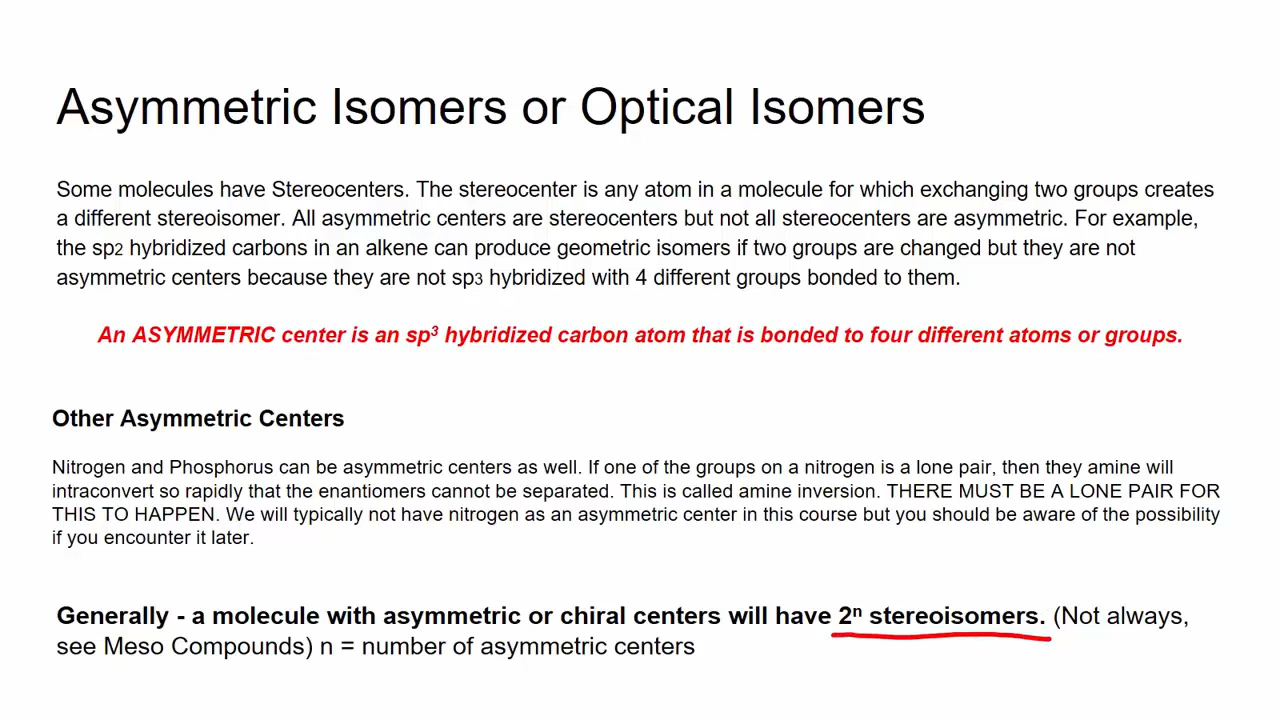 Asymmetric Isomers or Optical Isomers
Some molecules have Stereocenters. The stereocenter is any atom in a molecule for which exchanging two groups creates
a different stereoisomer. All asymmetric centers are stereocenters but not all stereocenters are asymmetric. For example,
the sp2 hybridized carbons in an alkene can produce geometric isomers if two groups are changed but they are not
asymmetric centers because they are not sp3 hybridized with 4 different groups bonded to them.
An ASYMMETRIC center is an sp³ hybridized carbon atom that is bonded to four different atoms or groups.
Other Asymmetric Centers
Nitrogen and Phosphorus can be asymmetric centers as well. If one of the groups on a nitrogen is a lone pair, then they amine will
intraconvert so rapidly that the enantiomers cannot be separated. This is called amine inversion. THERE MUST BE A LONE PAIR FOR
THIS TO HAPPEN. We will typically not have nitrogen as an asymmetric center in this course but you should be aware of the possibility
if you encounter it later.
Generally - a molecule with asymmetric or chiral centers will have 2ⁿ stereoisomers. (Not always,
see Meso Compounds) n = number of asymmetric centers